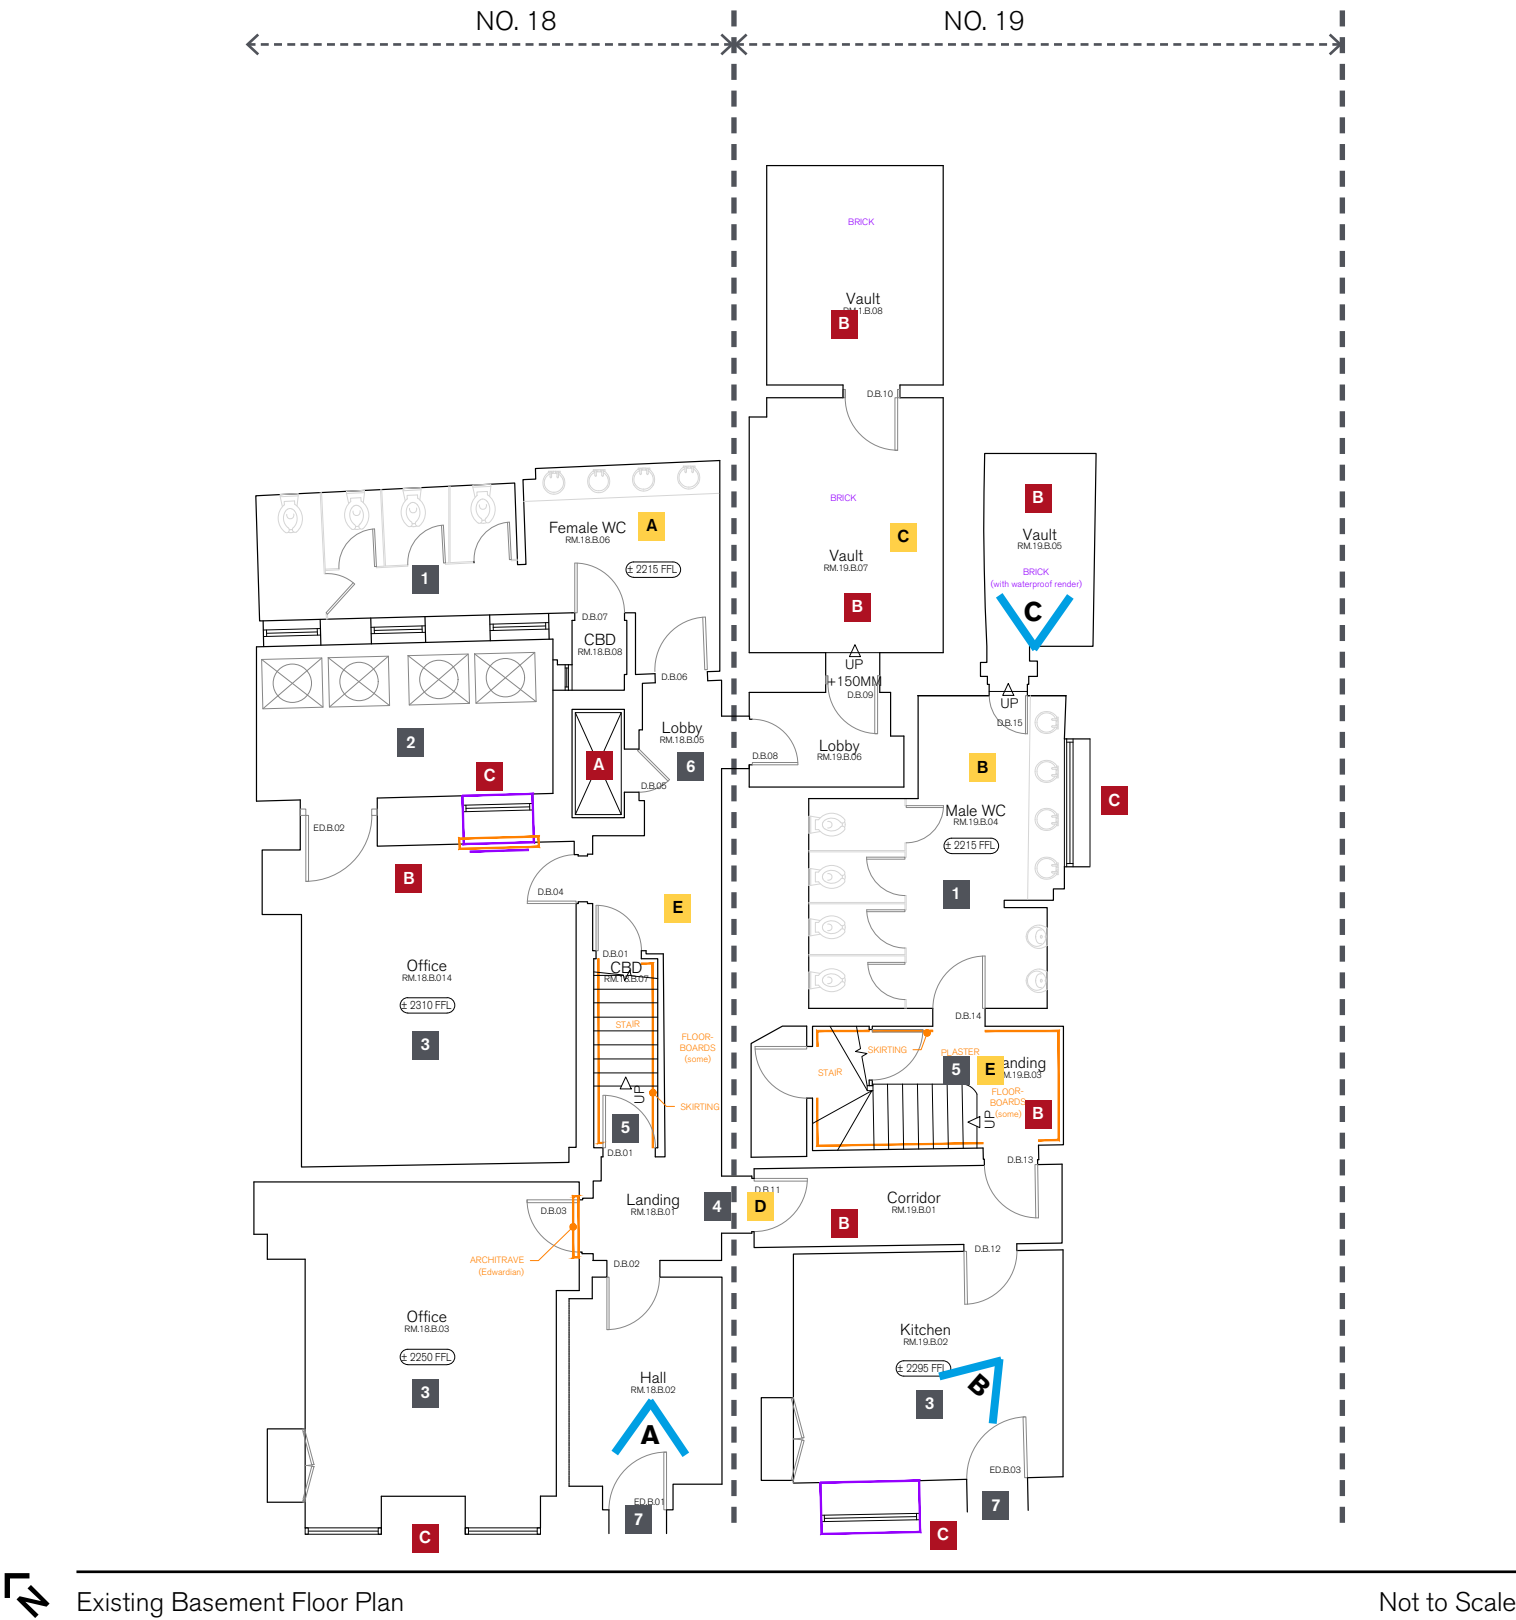 NO. 18
NO. 19
BRICK
Vault
B
D.B.10
BRICK
C
Vault
RM.19.B.07
B
UP
+150MM
D.B.09
B
Vault
RM.19.B.05
BRICK
(with waterproof render)
C
UP
D.B.15
Female WC
RM.18.B.06
A
± 2215 FFL
1
D.B.07
CBD
RM.18.B.08
D.B.06
2
C
A
Lobby
RM.18.B.05
6
D.B.05
D.B.08
Lobby
RM.19.B.06
B
C
Male WC
RM.19.B.04
± 2215 FFL
1
ED.B.02
B
D.B.04
E
D.B.01
CBD
RM.18.B.07
Office
RM.18.B.014
± 2310 FFL
3
STAIR
FLOOR-
BOARDS
(some)
UP
SKIRTING
5
D.B.01
D.B.14
SKIRTING
PLASTER
STAIR
5
E
FLOOR-
BOARDS
(some)
B
UP
D.B.13
D.B.03
Landing
RM.18.B.01
4
D
D.B.11
Corridor
RM.19.B.01
B
ARCHITRAVE
(Edwardian)
D.B.02
D.B.12
Office
RM.18.B.03
± 2250 FFL
3
Hall
RM.18.B.02
A
ED.B.01
7
Kitchen
RM.19.B.02
± 2295 FFL
B
3
ED.B.03
7
C
C
N
Existing Basement Floor Plan
Not to Scale